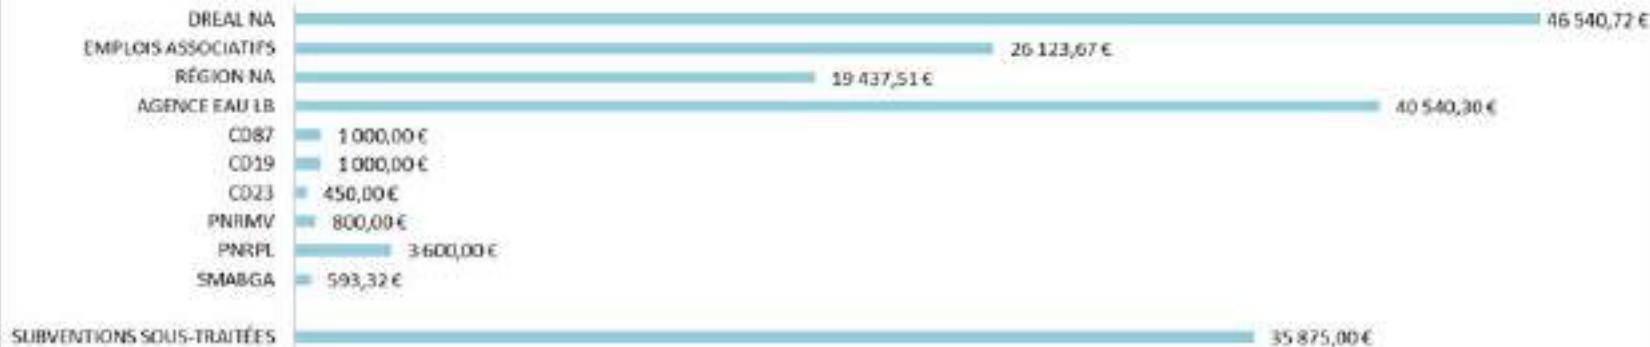 DREAL NA 46 540,72 €
EMPLOIS ASSOCIATIFS 26 123,67 €
RÉGION NA 19 437,51 €
AGENCE EAU LB 40 540,30 €
CD87 1 000,00 €
CD19 1 000,00 €
CD23 450,00 €
PNRMV 800,00 €
PNRPL 3 600,00 €
SMABGA 593,32 €
SUBVENTIONS SOUS-TRAITÉES 35 875,00 €